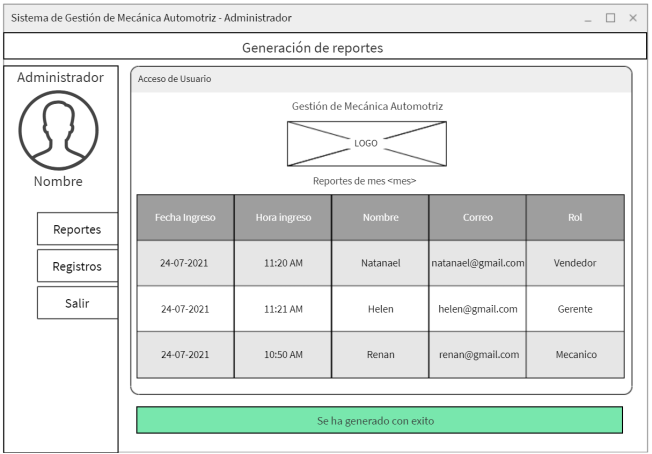 Sistema de Gestión de Mecánica Automotriz - Administrador
Generación de reportes
Administrador
Nombre
Reportes
Registros
Salir
Acceso de Usuario
Gestión de Mecánica Automotriz
LOGO
Reportes de mes <mes>
Fecha Ingreso Hora ingreso Nombre Correo Rol
24-07-2021 11:20 AM Natanael natanael@gmail.com Vendedor
24-07-2021 11:21 AM Helen helen@gmail.com Gerente
24-07-2021 10:50 AM Renan renan@gmail.com Mecanico
Se ha generado con exito